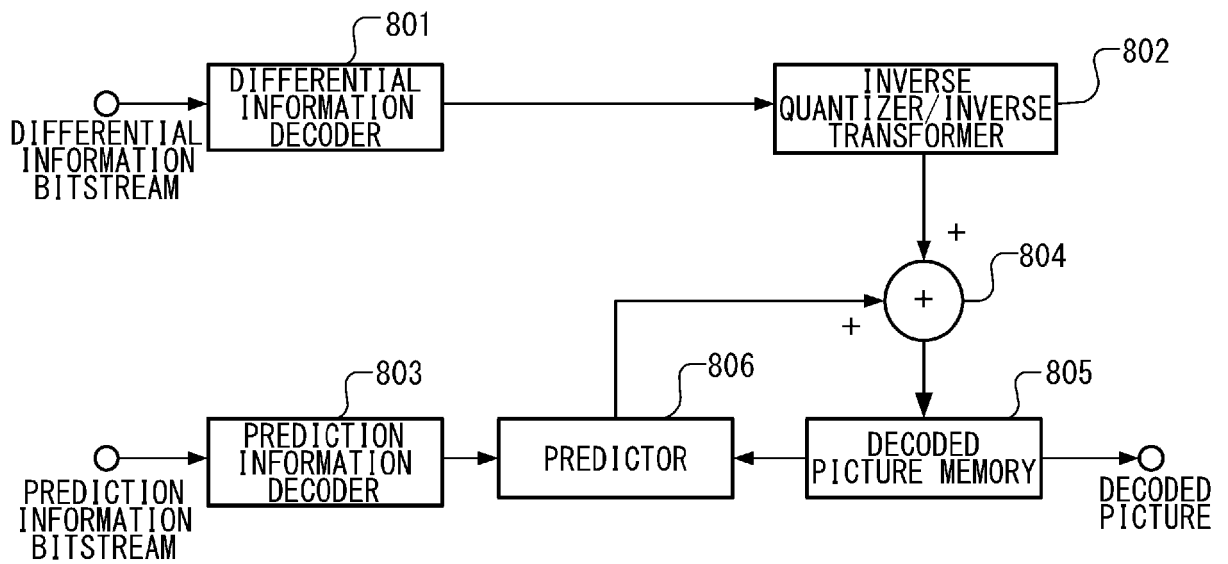 801
DIFFERENTIAL
INFORMATION
DECODER
DIFFERENTIAL
INFORMATION
BITSTREAM
802
INVERSE
QUANTIZER/INVERSE
TRANSFORMER
+
804
+
+
803
PREDICTION
INFORMATION
DECODER
PREDICTION
INFORMATION
BITSTREAM
806
PREDICTOR
805
DECODED
PICTURE MEMORY
DECODED
PICTURE